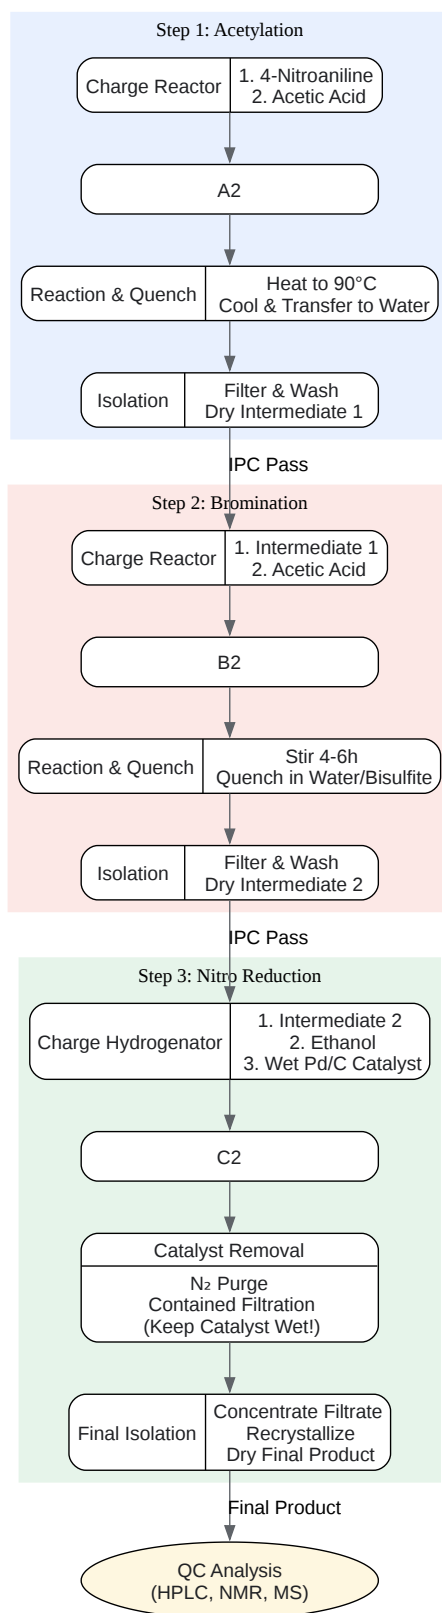 Step 1: Acetylation
Charge Reactor
1. 4-Nitroaniline
2. Acetic Acid
A2
Reaction & Quench
Heat to 90°C
Cool & Transfer to Water
Isolation
Filter & Wash
Dry Intermediate 1
IPC Pass
Step 2: Bromination
Charge Reactor
1. Intermediate 1
2. Acetic Acid
B2
Reaction & Quench
Stir 4-6h
Quench in Water/Bisulfite
Isolation
Filter & Wash
Dry Intermediate 2
IPC Pass
Step 3: Nitro Reduction
Charge Hydrogenator
1. Intermediate 2
2. Ethanol
3. Wet Pd/C Catalyst
C2
Catalyst Removal
N₂ Purge
Contained Filtration
(Keep Catalyst Wet!)
Final Isolation
Concentrate Filtrate
Recrystallize
Dry Final Product
Final Product
QC Analysis
(HPLC, NMR, MS)